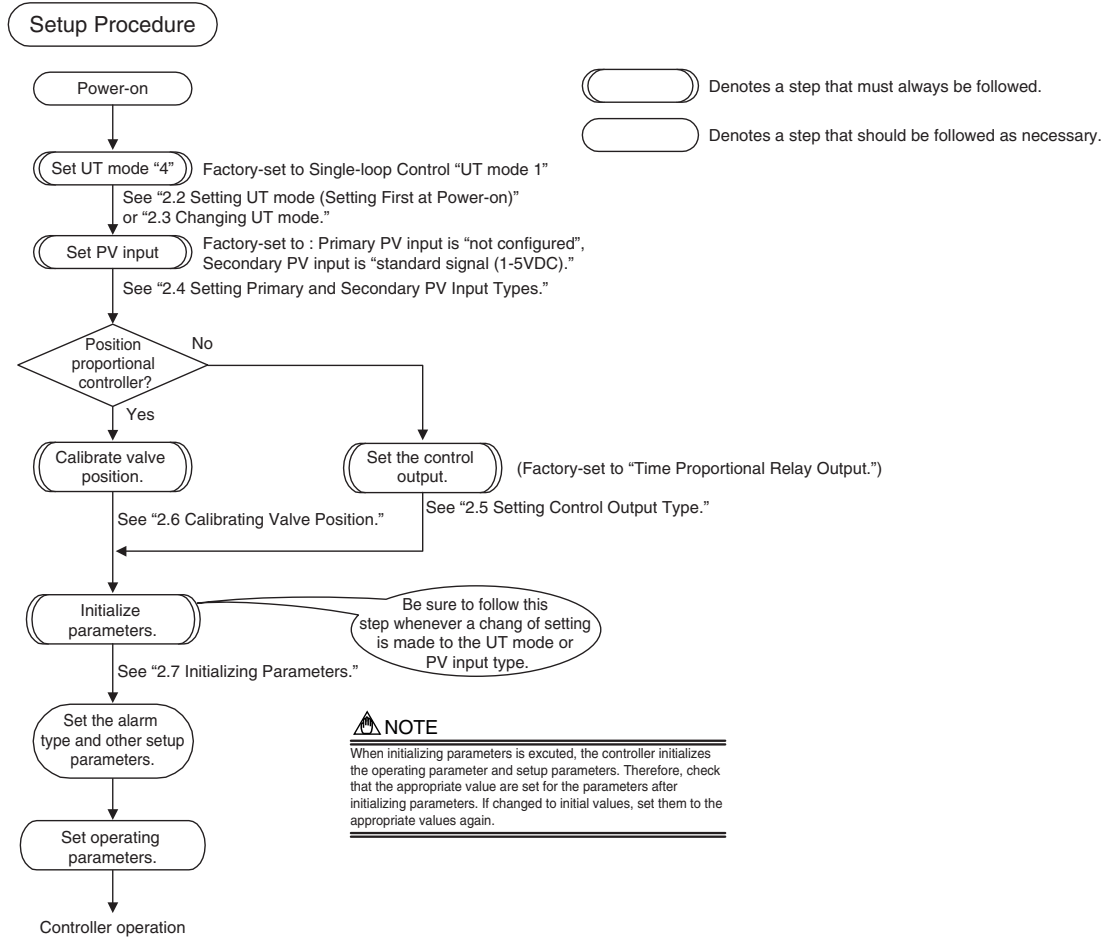 Setup Procedure
Power-on
Denotes a step that must always be followed.
Denotes a step that should be followed as necessary.
Set UT mode “4”
Factory-set to Single-loop Control “UT mode 1”
See “2.2 Setting UT mode (Setting First at Power-on)”
or “2.3 Changing UT mode.”
Set PV input
Factory-set to : Primary PV input is “not configured”,
Secondary PV input is “standard signal (1-5VDC).”
See “2.4 Setting Primary and Secondary PV Input Types.”
Position
proportional
controller?
No
Yes
Calibrate valve
position.
Set the control
output.
(Factory-set to “Time Proportional Relay Output.”)
See “2.6 Calibrating Valve Position.”
See “2.5 Setting Control Output Type.”
Initialize
parameters.
Be sure to follow this
step whenever a chang of setting
is made to the UT mode or
PV input type.
See “2.7 Initializing Parameters.”
Set the alarm
type and other setup
parameters.
NOTE
When initializing parameters is excuted, the controller initializes
the operating parameter and setup parameters. Therefore, check
that the appropriate value are set for the parameters after
initializing parameters. If changed to initial values, set them to the
appropriate values again.
Set operating
parameters.
Controller operation